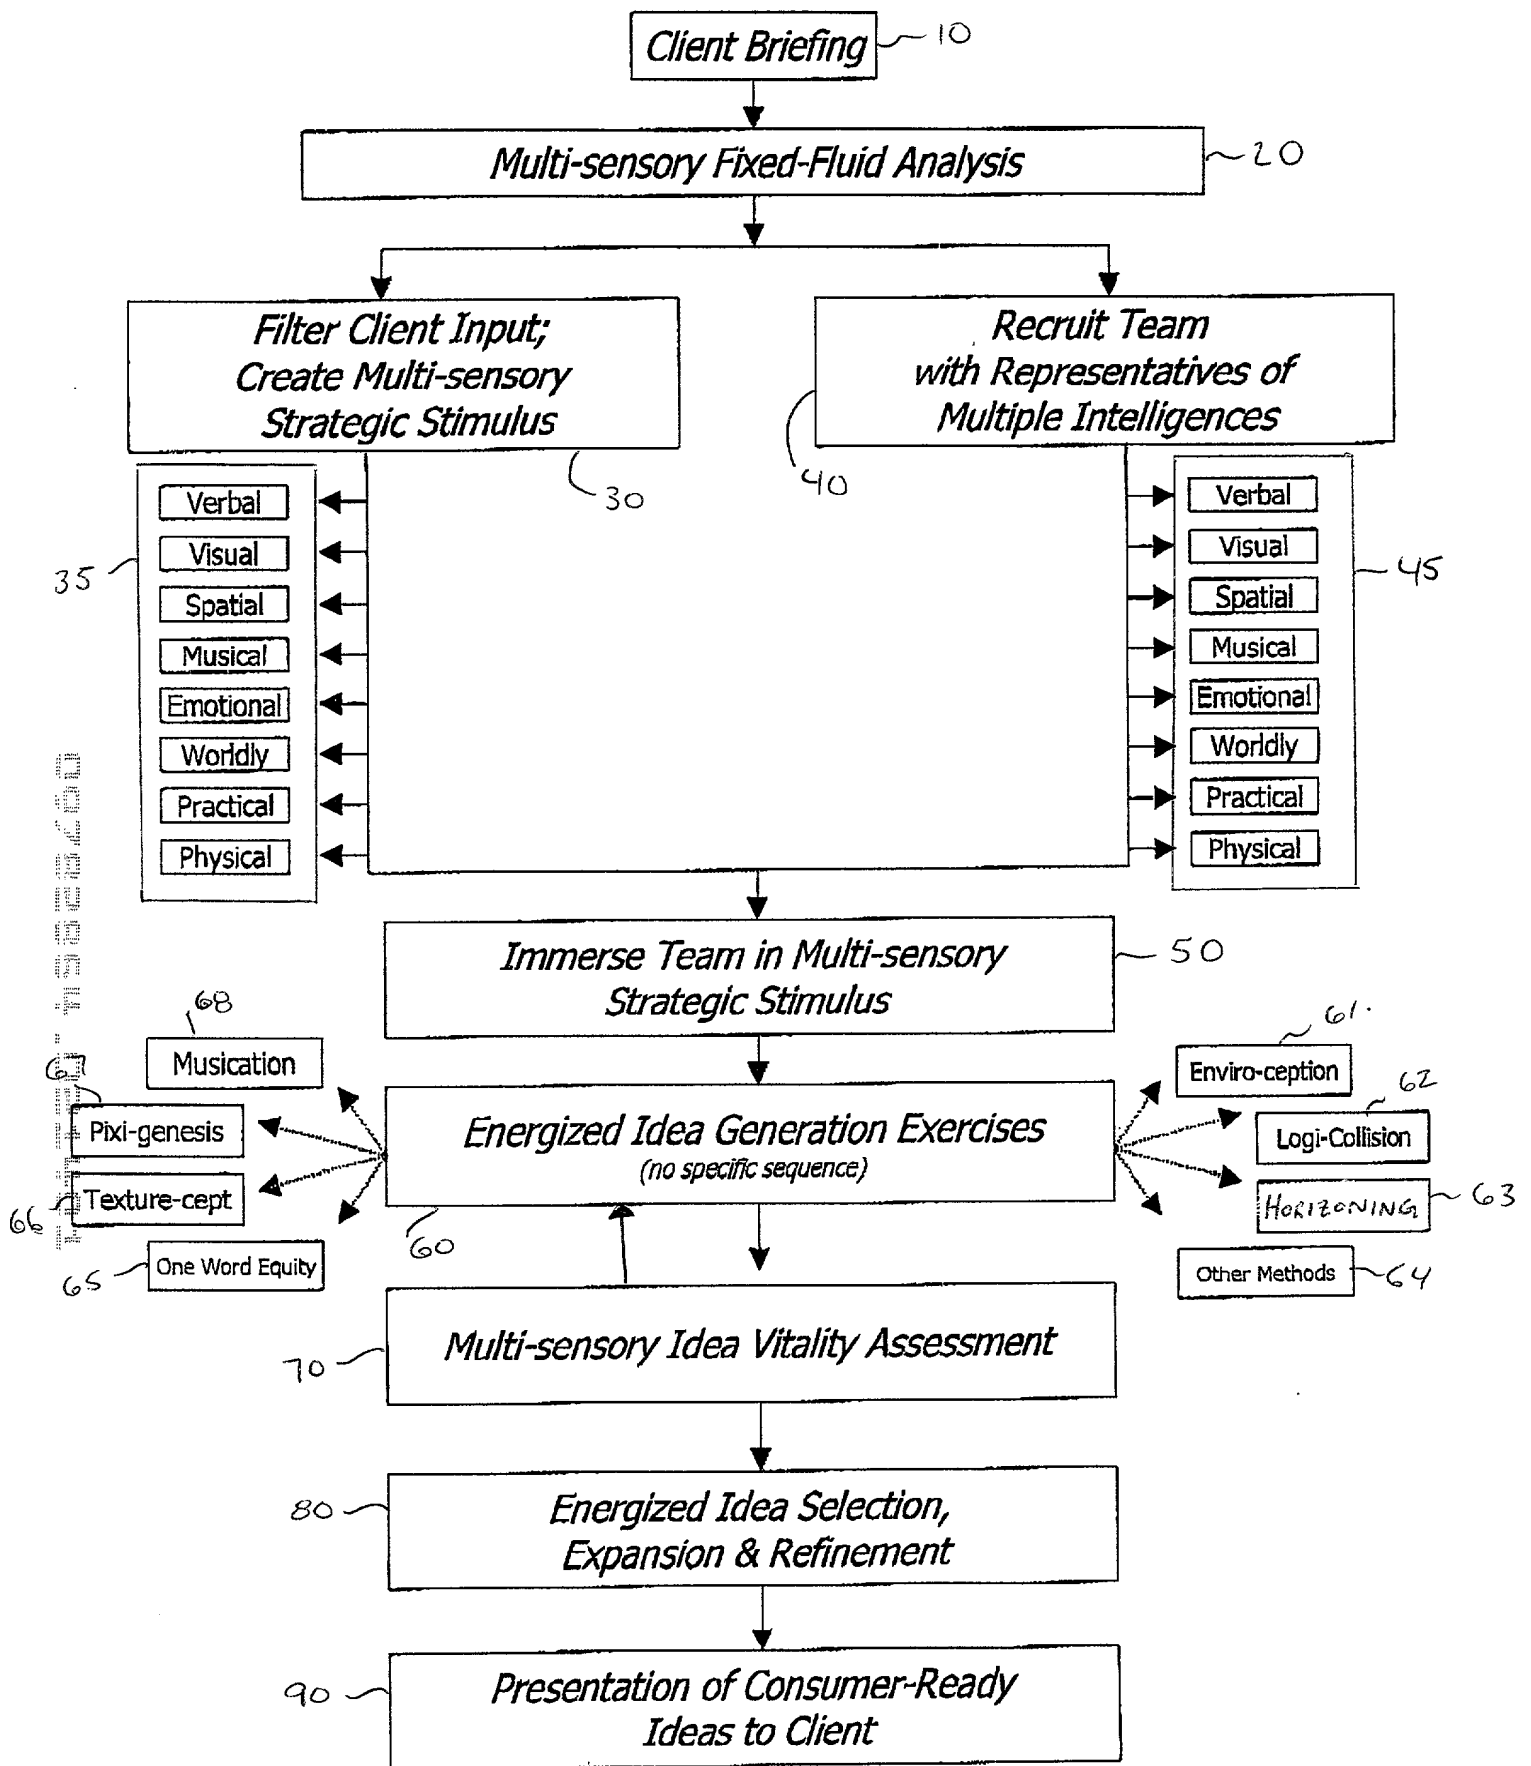 Client Briefing
10
Multi-sensory Fixed-Fluid Analysis
20
Filter Client Input;
Create Multi-sensory
Strategic Stimulus
30
Recruit Team
with Representatives of
Multiple Intelligences
40
Verbal
Visual
Spatial
Musical
Emotional
Worldly
Practical
Physical
35
Verbal
Visual
Spatial
Musical
Emotional
Worldly
Practical
Physical
45
Immerse Team in Multi-sensory
Strategic Stimulus
50
68
Musication
67
Pixi-genesis
66
Texture-cept
65
One Word Equity
Energized Idea Generation Exercises
(no specific sequence)
60
61.
Enviro-ception
62
Logi-Collision
HORIZONING
63
Other Methods
64
Multi-sensory Idea Vitality Assessment
70
Energized Idea Selection,
Expansion & Refinement
80
Presentation of Consumer-Ready
Ideas to Client
90